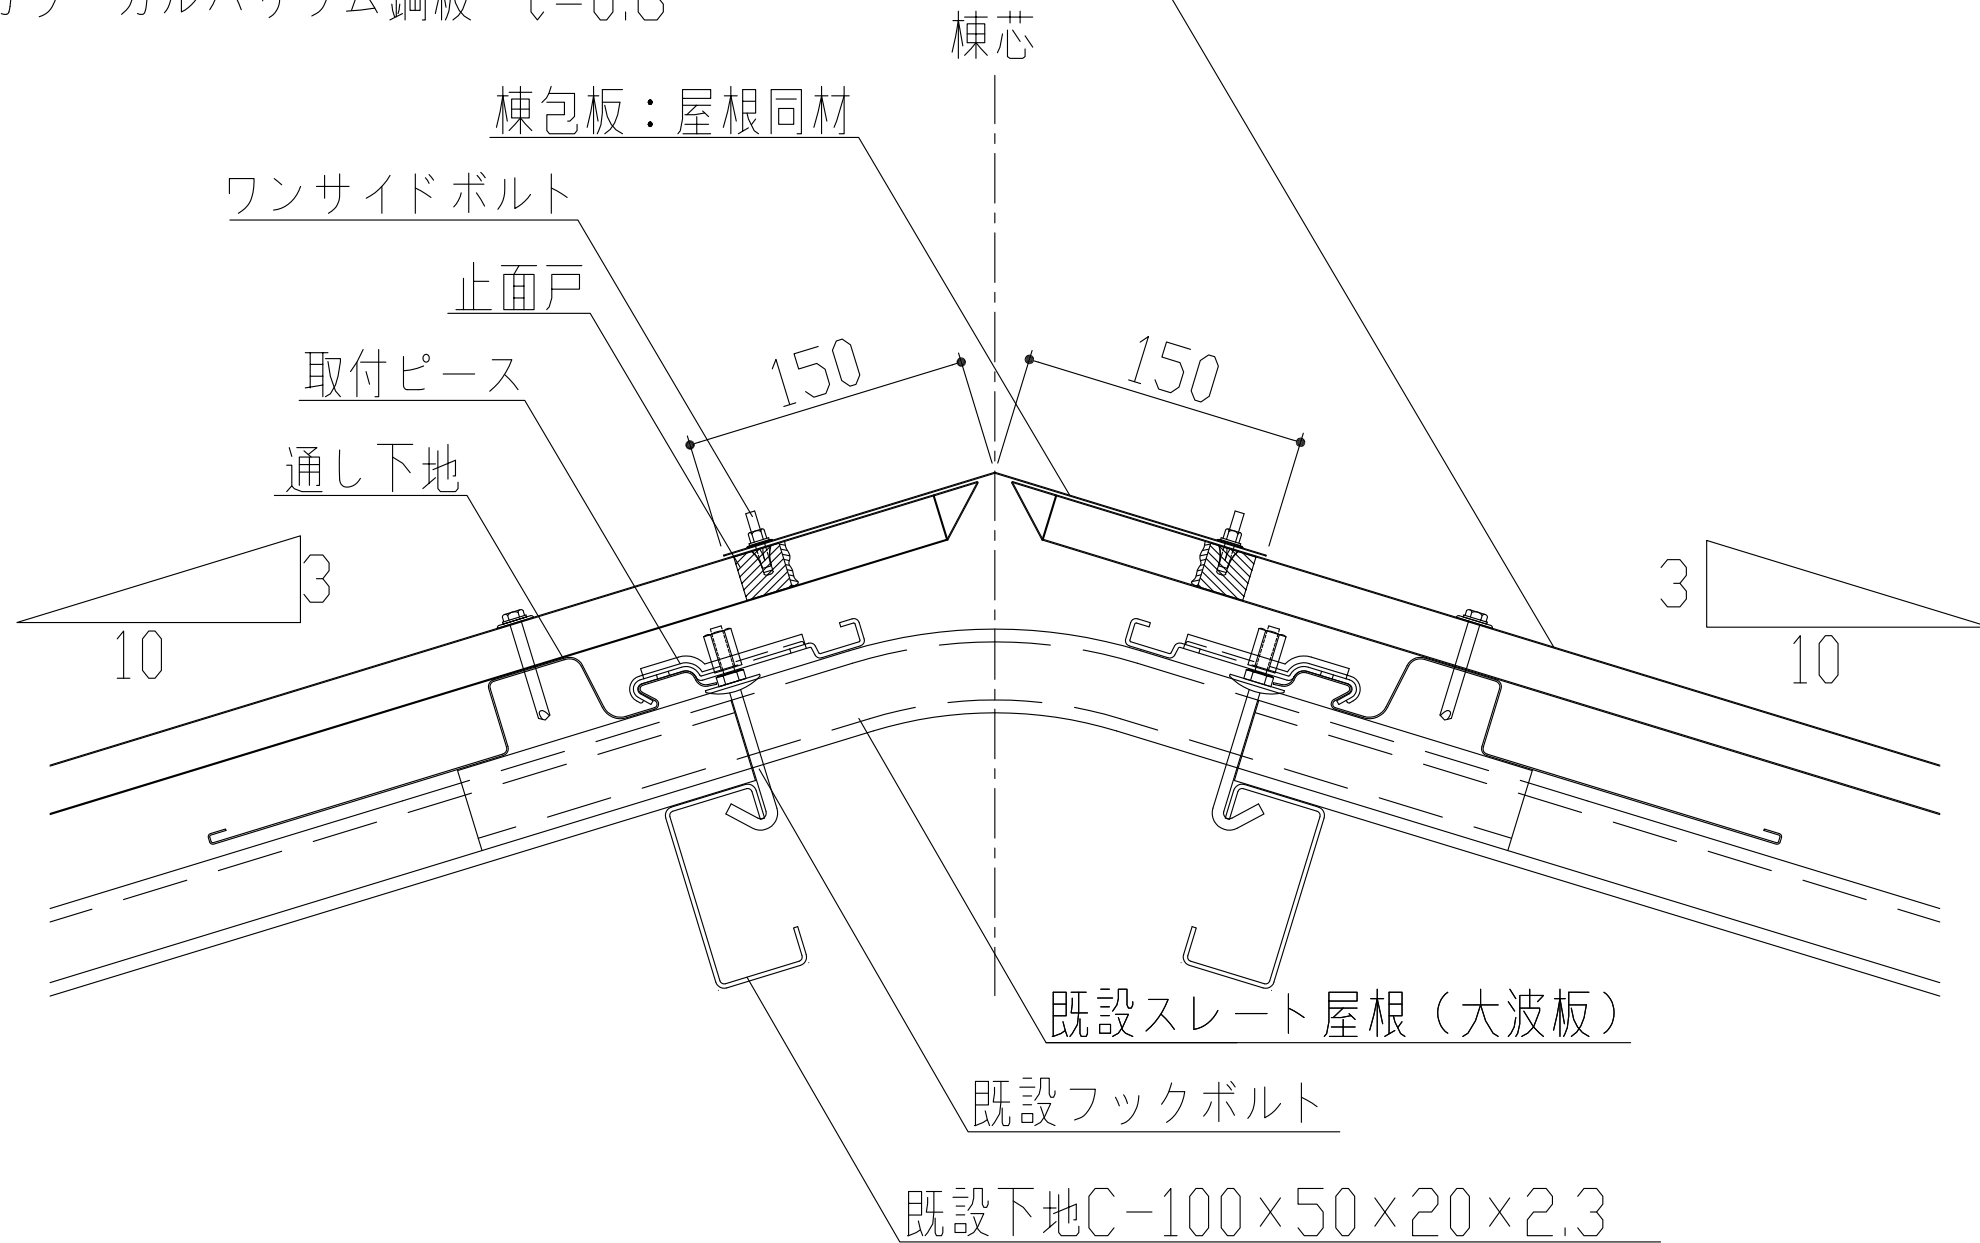 鋼板
棟芯
棟包板：屋根同材
ワンサイドボルト
止面戸
取付ピース
通し下地
150
150
3
10
3
10
既設スレート屋根（大波板）
既設フックボルト
既設下地C-100×50×20×2.3